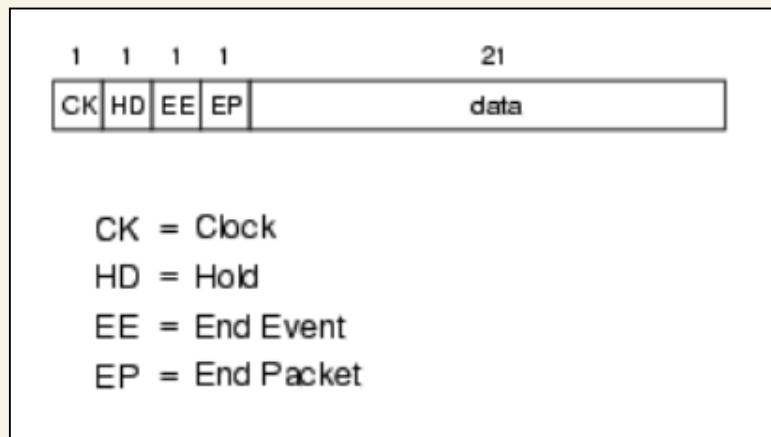 1 1 1 1 21
CK HD EE EP data
CK = Clock
HD = Hold
EE = End Event
EP = End Packet